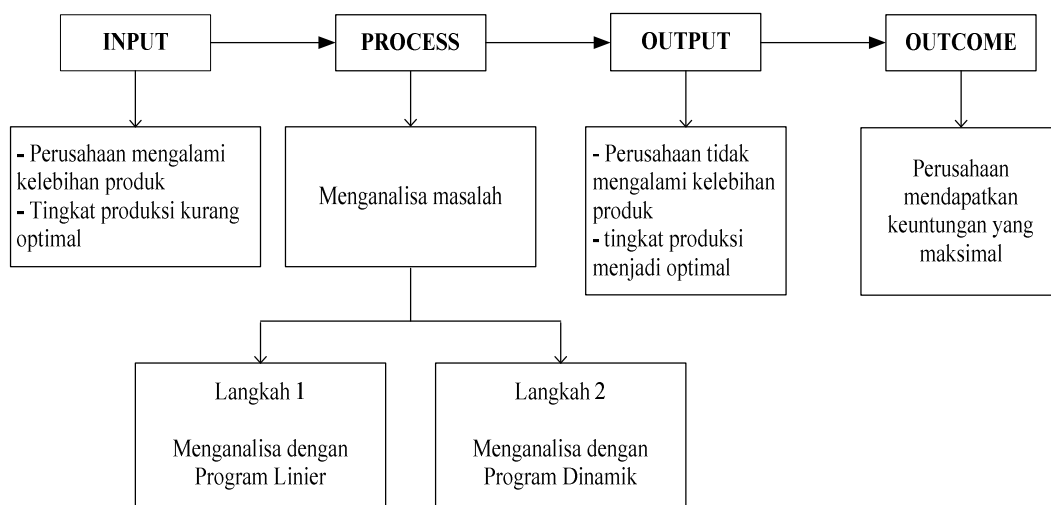 INPUT
PROCESS
OUTPUT
OUTCOME
- Perusahaan mengalami
kelebihan produk
- Tingkat produksi kurang
optimal
Menganalisa masalah
- Perusahaan tidak
mengalami kelebihan
produk
- tingkat produksi
menjadi optimal
Perusahaan
mendapatkan
keuntungan yang
maksimal
Langkah 1
Menganalisa dengan
Program Linier
Langkah 2
Menganalisa dengan
Program Dinamik